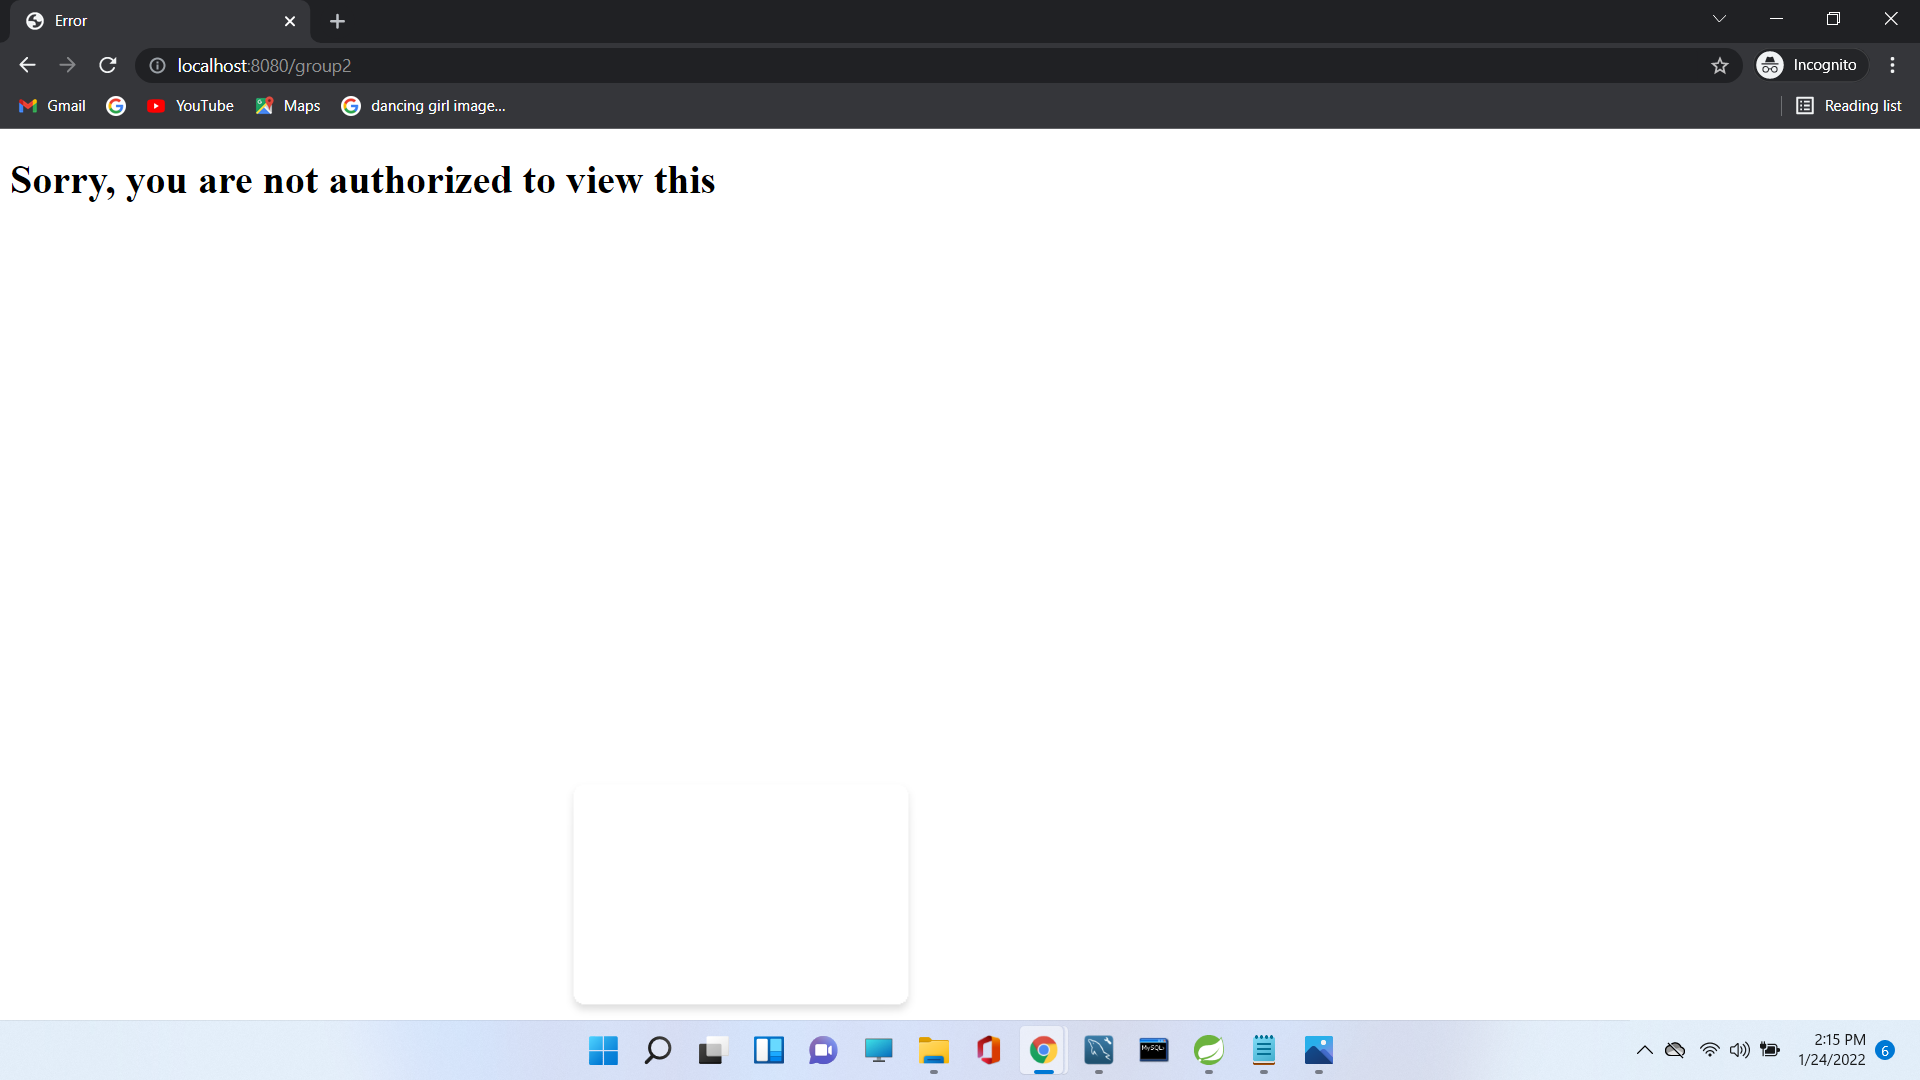 Error
localhost:8080/group2
Incognito
Gmail
YouTube
Maps
dancing girl image...
Reading list
Sorry, you are not authorized to view this
MySQL
2:15 PM
1/24/2022
6